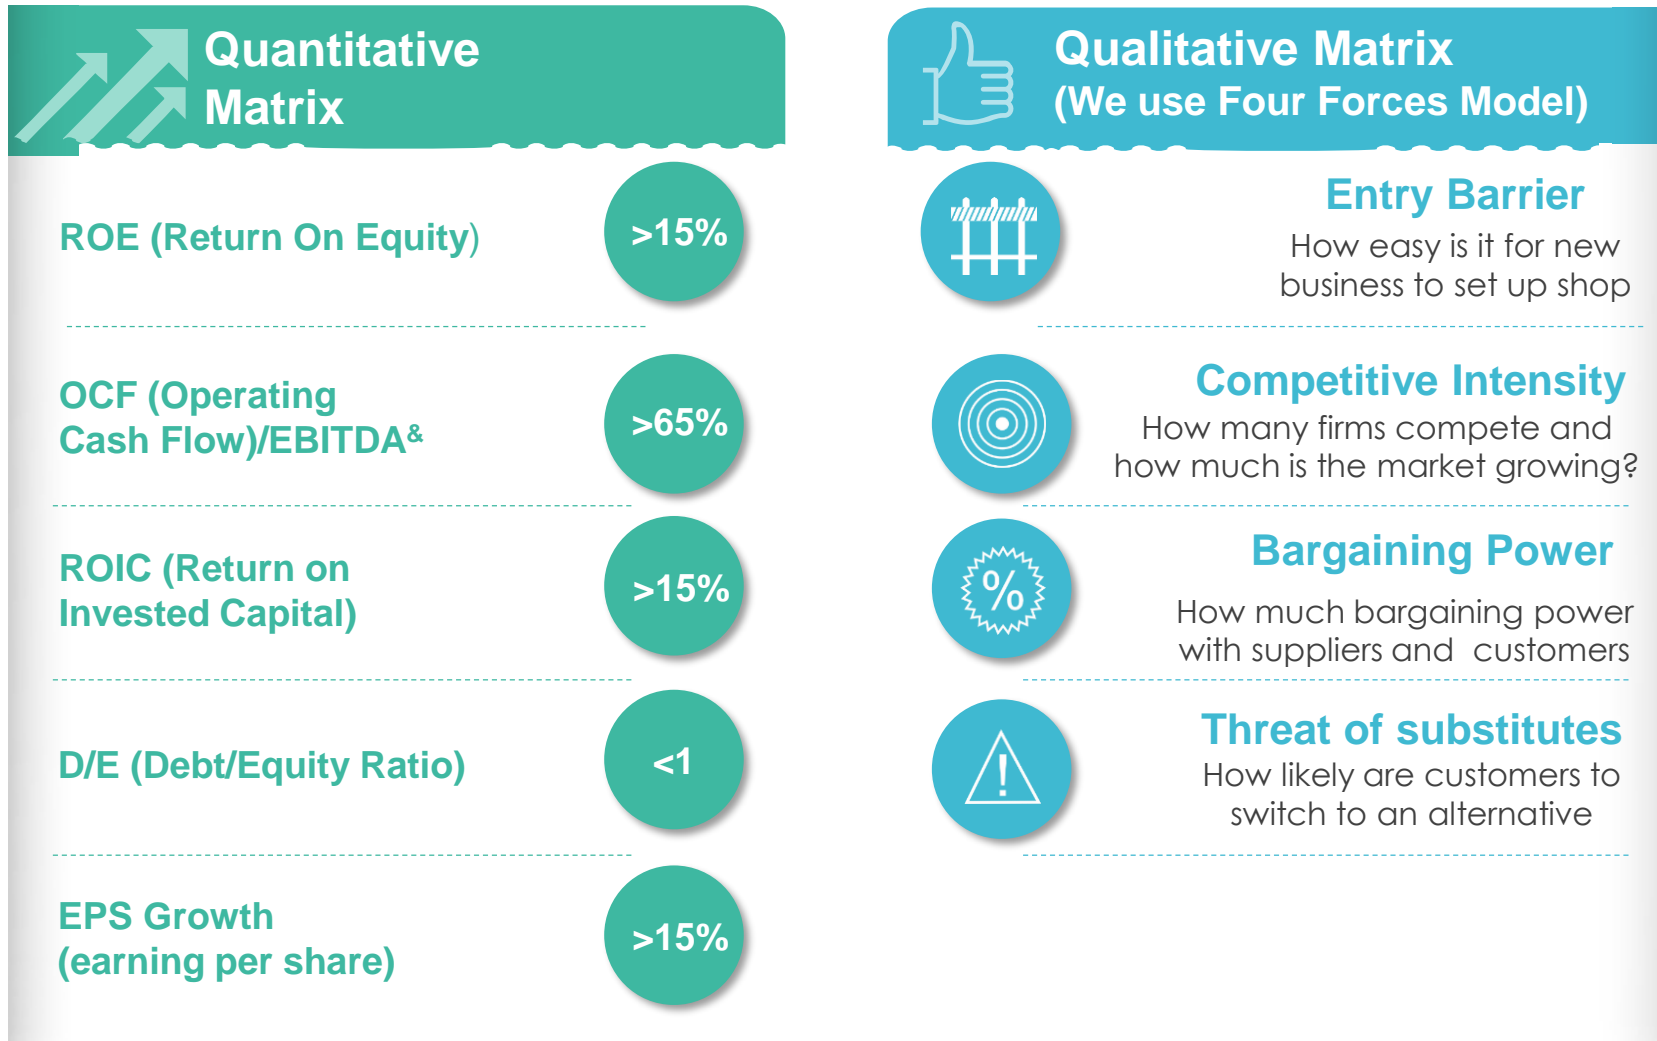 Quantitative
Matrix
ROE (Return On Equity)
>15%
OCF (Operating
Cash Flow)/EBITDA&
>65%
ROIC (Return on
Invested Capital)
>15%
D/E (Debt/Equity Ratio)
<1
EPS Growth
(earning per share)
>15%
Qualitative Matrix
(We use Four Forces Model)
Entry Barrier
How easy is it for new
business to set up shop
Competitive Intensity
How many firms compete and
how much is the market growing?
%
Bargaining Power
How much bargaining power
with suppliers and customers
!
Threat of substitutes
How likely are customers to
switch to an alternative